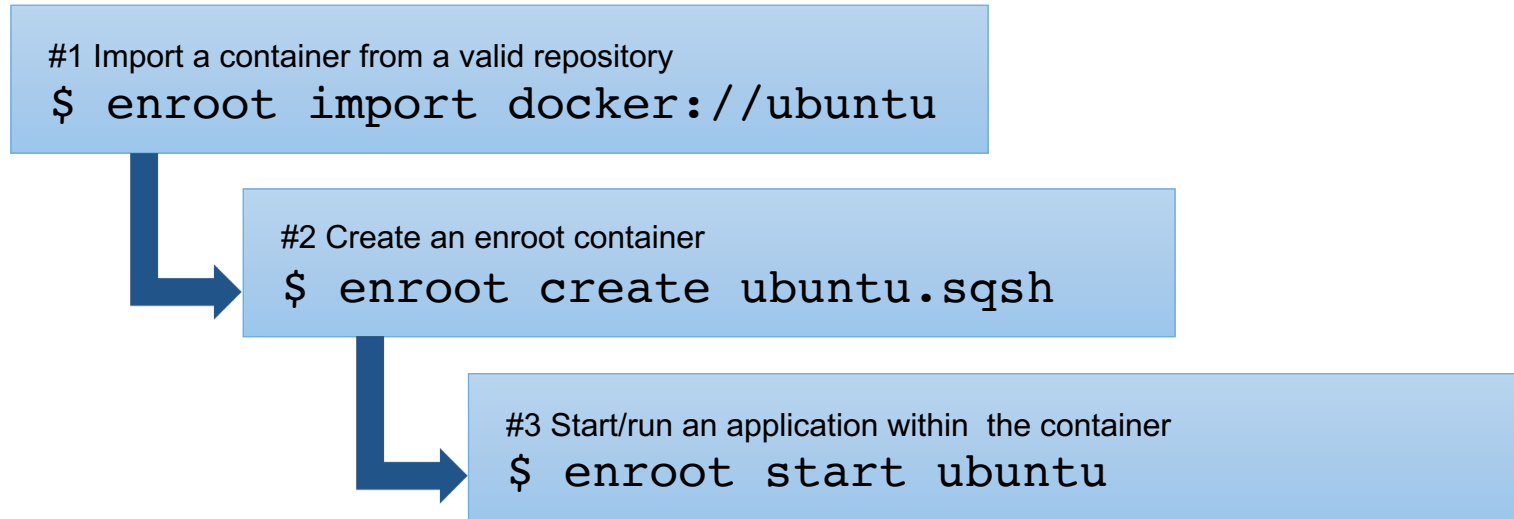 #1 Import a container from a valid repository
$ enroot import docker://ubuntu
#2 Create an enroot container
$ enroot create ubuntu.sqsh
#3 Start/run an application within  the container
$ enroot start ubuntu